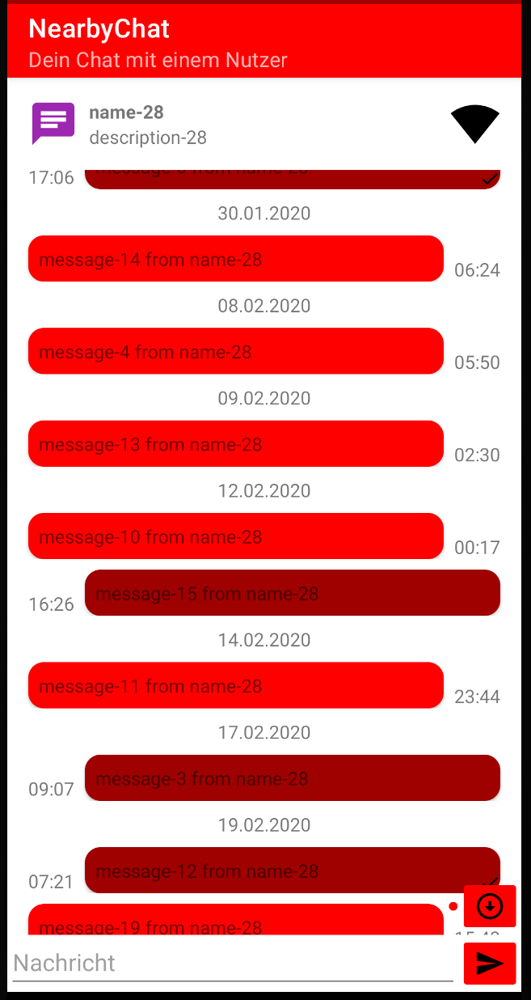 NearbyChat
Dein Chat mit einem Nutzer
name-28
description-28
17:06
30.01.2020
message-14 from name-28
06:24
08.02.2020
message-4 from name-28
05:50
09.02.2020
message-13 from name-28
02:30
12.02.2020
message-10 from name-28
00:17
message-15 from name-28
16:26
14.02.2020
message-11 from name-28
23:44
17.02.2020
message-3 from name-28
09:07
19.02.2020
message-12 from name-28
07:21
message-19 from name-28
Nachricht